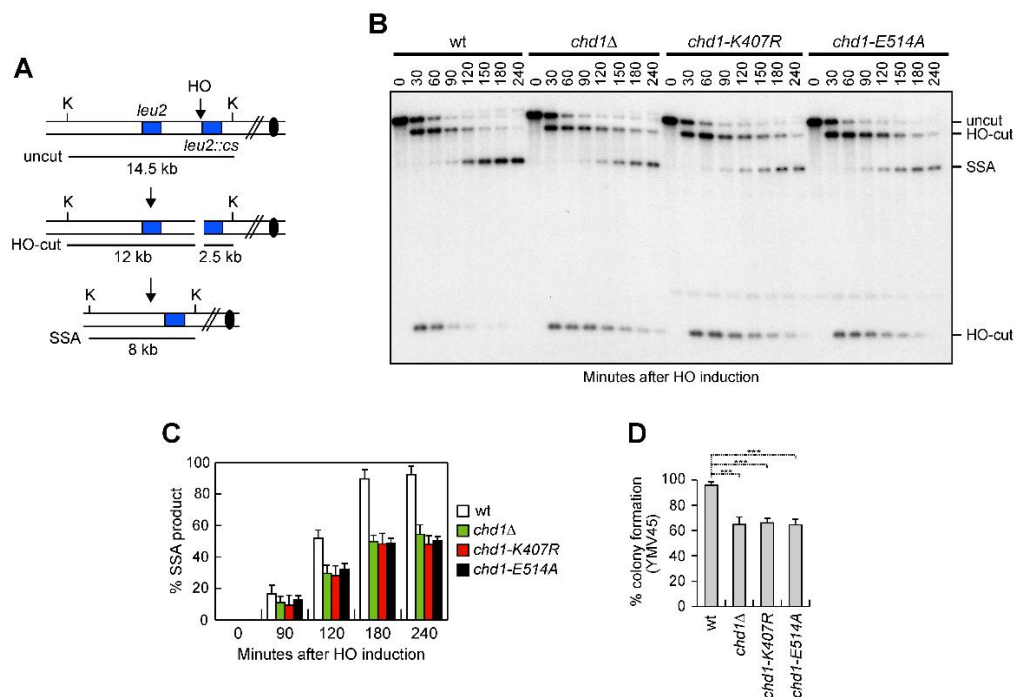 A
HO
K leu2 K
leu2::cs
uncut
14.5 kb
K K
HO-cut
12 kb 2.5 kb
K K
SSA
8 kb
B
wt chd1Δ chd1-K407R chd1-E514A
0 30 60 90 120 150 180 240 0 30 60 90 120 150 180 240 0 30 60 90 120 150 180 240 0 30 60 90 120 150 180 240
uncut
HO-cut
SSA
HO-cut
Minutes after HO induction
C
% SSA product
100
80
60
40
20
0
0 90 120 180 240
Minutes after HO induction
wt
chd1Δ
chd1-K407R
chd1-E514A
D
% colony formation
(YMV45)
***
***
***
100
80
60
40
20
0
wt
chd1Δ
chd1-K407R
chd1-E514A